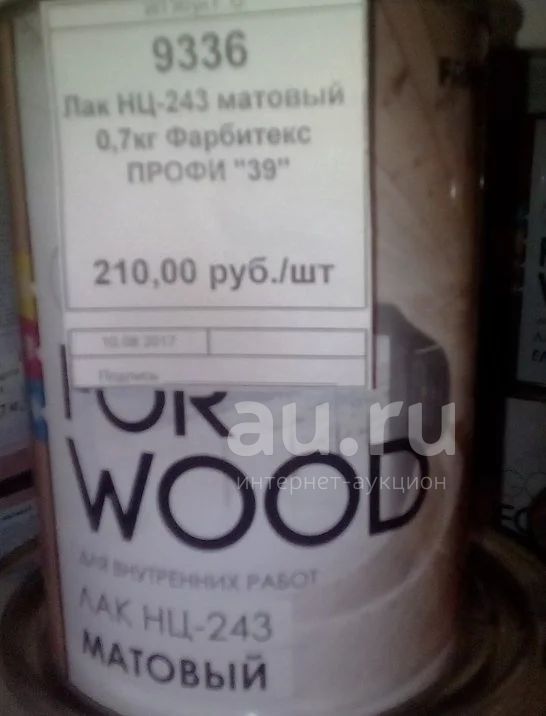 9336
Лак НЦ-243 матовый
0,7кг Фарбитекс
ПРОФИ "39"
210,00 руб./шт
10.08.2017
Подпись
FOR
WOOD
ДЛЯ ВНУТРЕННИХ РАБОТ
ЛАК НЦ-243
МАТОВЫЙ
au.ru
интернет-аукцион